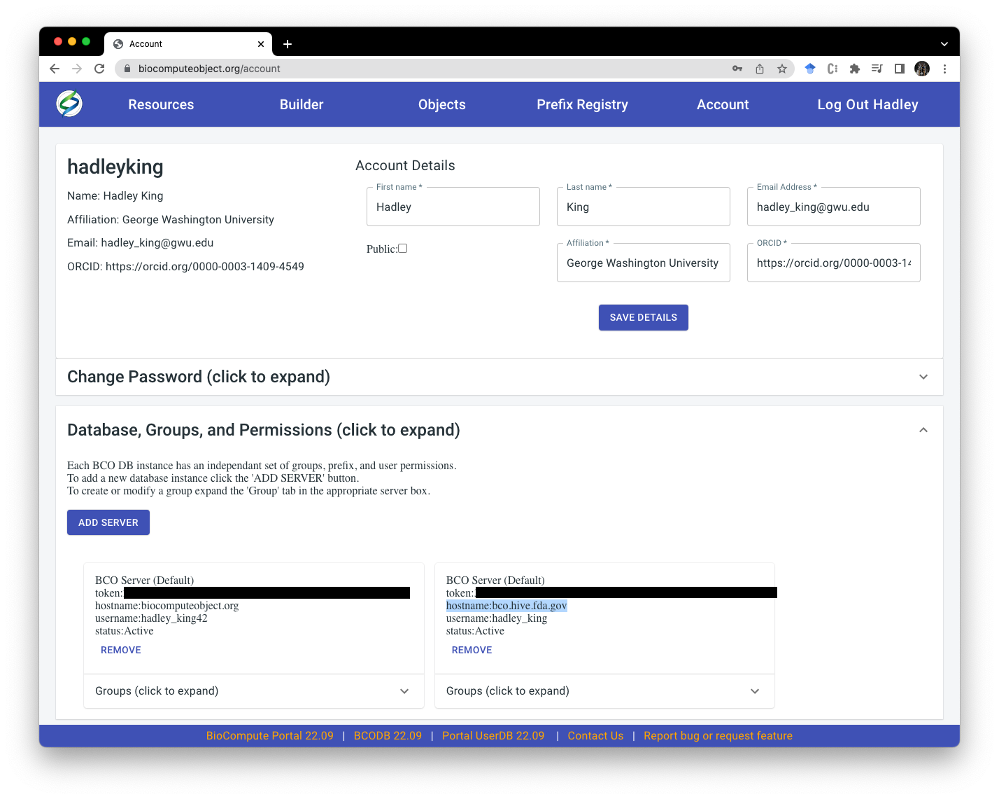 Account
biocomputeobject.org/account
Resources
Builder
Objects
Prefix Registry
Account
Log Out Hadley
hadleyking
Name: Hadley King
Affiliation: George Washington University
Email: hadley_king@gwu.edu
ORCID: https://orcid.org/0000-0003-1409-4549
Account Details
First name *
Hadley
Last name *
King
Email Address *
hadley_king@gwu.edu
Public:
Affiliation *
George Washington University
ORCID *
https://orcid.org/0000-0003-14
SAVE DETAILS
Change Password (click to expand)
Database, Groups, and Permissions (click to expand)
Each BCO DB instance has an independant set of groups, prefix, and user permissions.
To add a new database instance click the 'ADD SERVER' button.
To create or modify a group expand the 'Group' tab in the appropriate server box.
ADD SERVER
BCO Server (Default)
token:
hostname:biocomputeobject.org
username:hadley_king42
status:Active
REMOVE
Groups (click to expand)
BCO Server (Default)
token:
hostname:bco.hive.fda.gov
username:hadley_king
status:Active
REMOVE
Groups (click to expand)
BioCompute Portal 22.09 | BCODB 22.09 | Portal UserDB 22.09 | Contact Us | Report bug or request feature